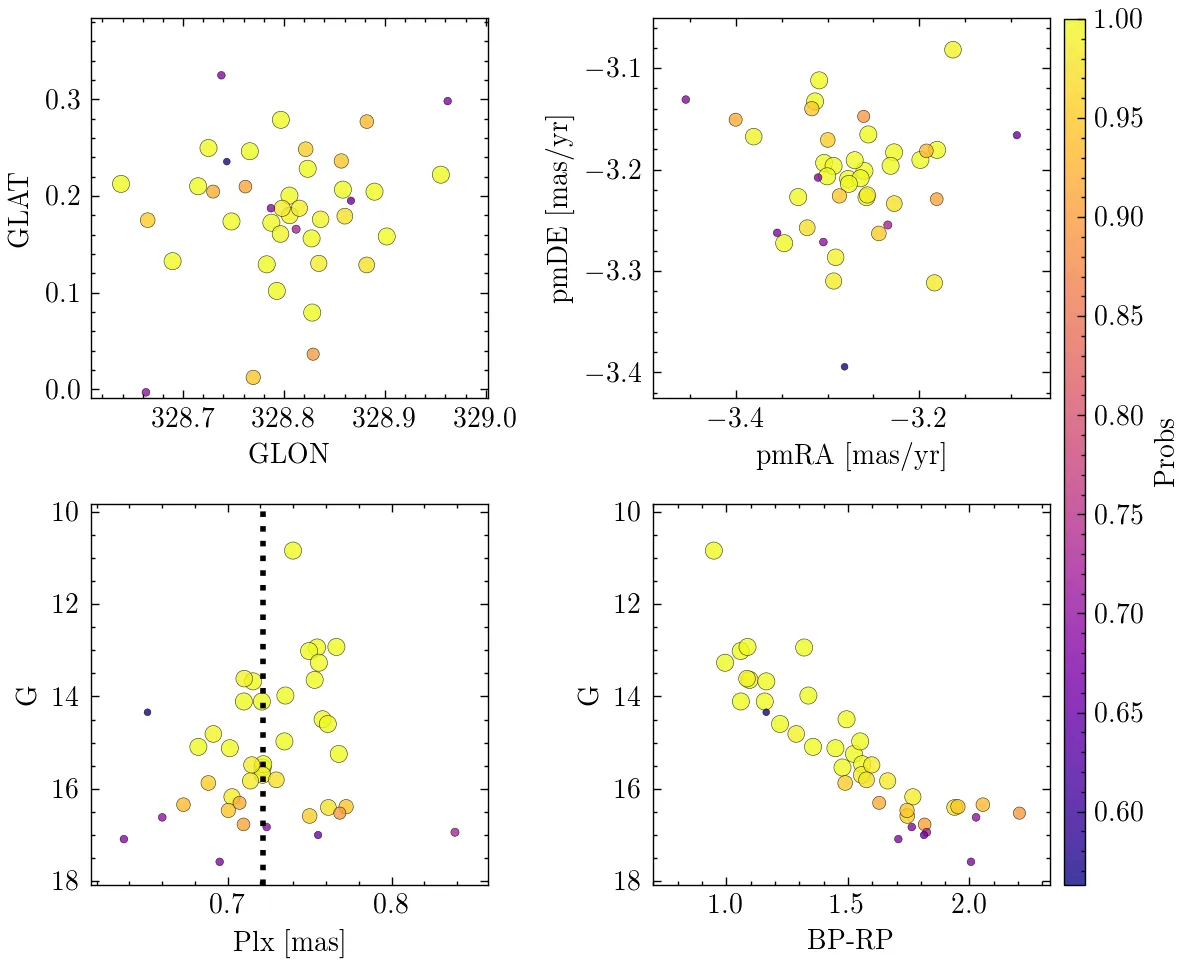 0.3
0.2
0.1
0.0
GLAT
328.7 328.8 328.9 329.0
GLON
−3.1
−3.2
−3.3
−3.4
pmDE [mas/yr]
−3.4 −3.2
pmRA [mas/yr]
10
12
14
16
18
G
0.7 0.8
Plx [mas]
10
12
14
16
18
G
1.0 1.5 2.0
BP-RP
1.00
0.95
0.90
0.85
0.80
0.75
0.70
0.65
0.60
Probs